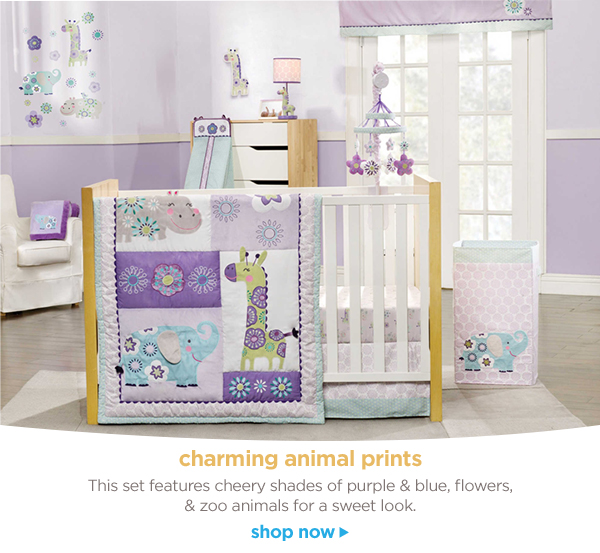 charming animal prints
This set features cheery shades of purple & blue, flowers,
& zoo animals for a sweet look.
shop now